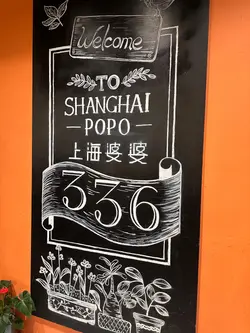 Welcome
TO
SHANGHAI
— POPO —
上海婆婆
336